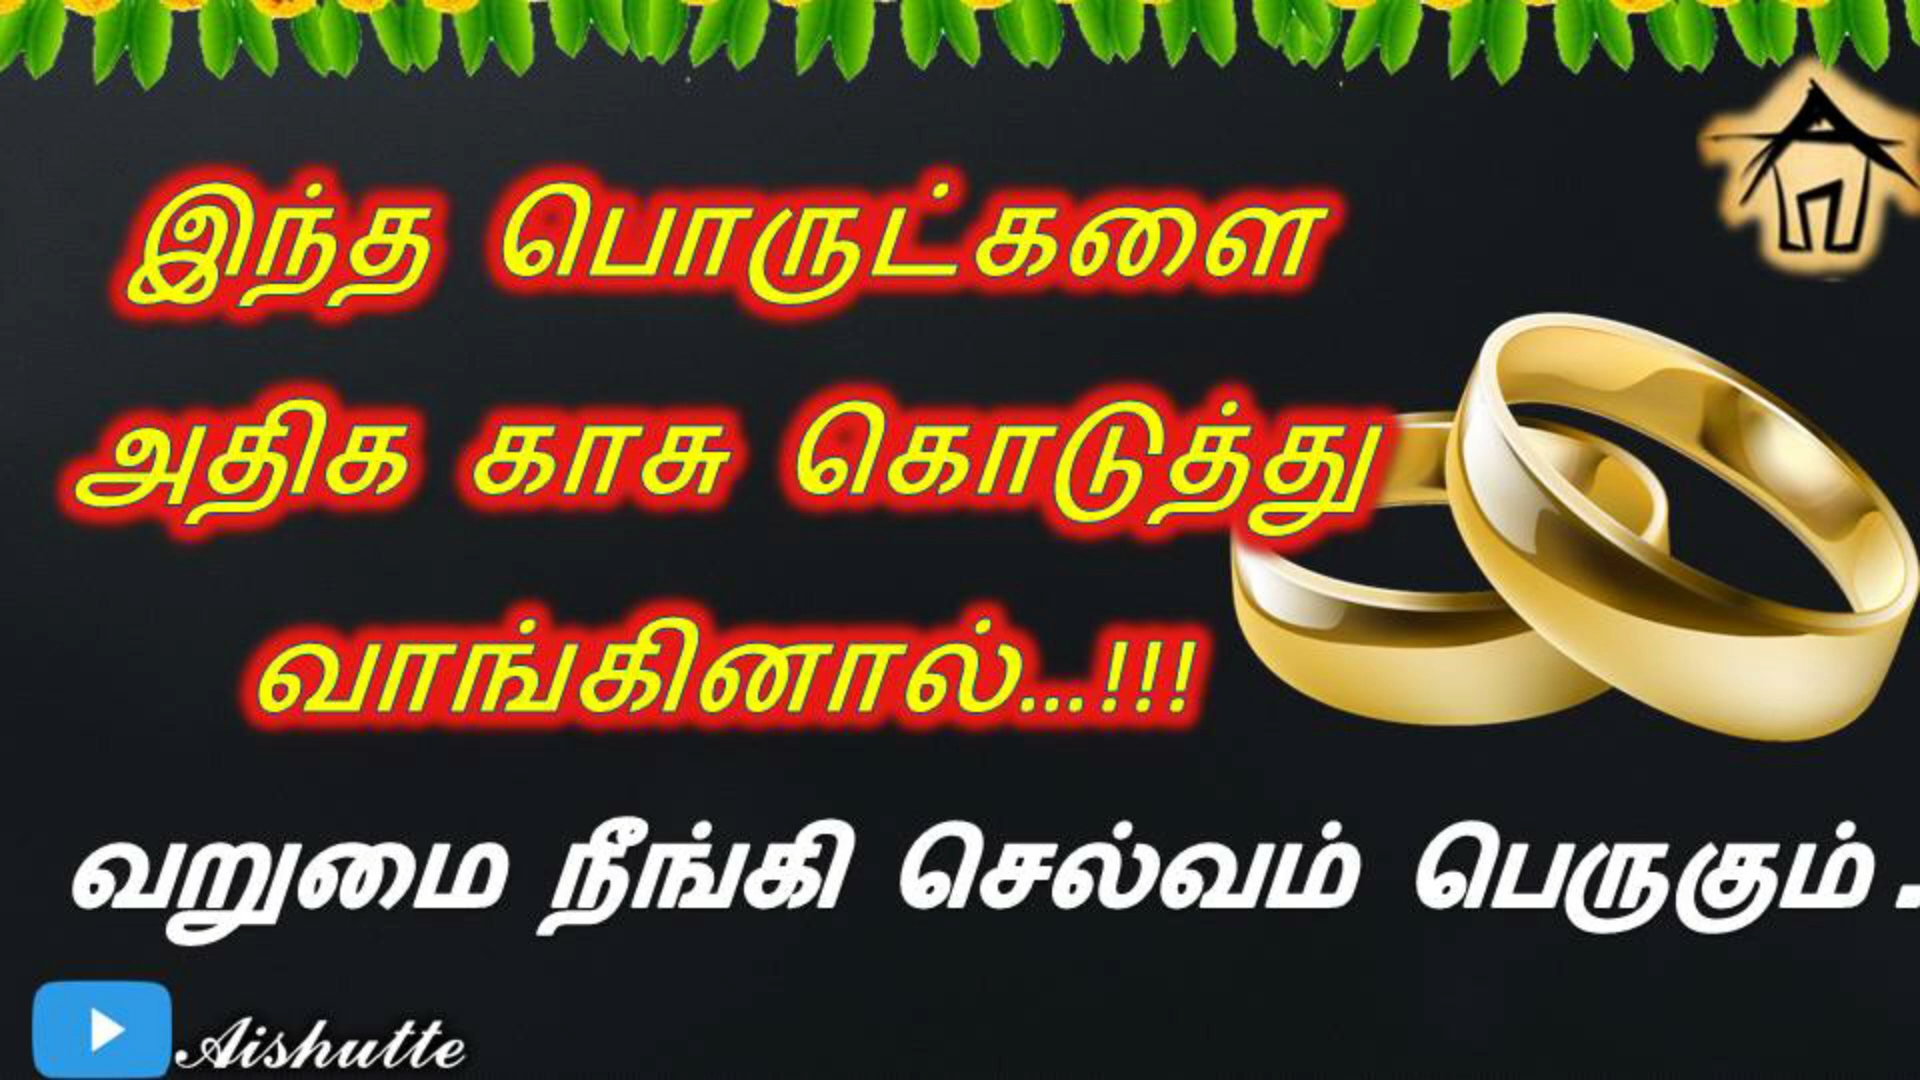 இந்த பொருட்களை
அதிக காசு கொடுத்து
வாங்கினால்...!!!
வறுமை நீங்கி செல்வம் பெருகும்.
Aishutte